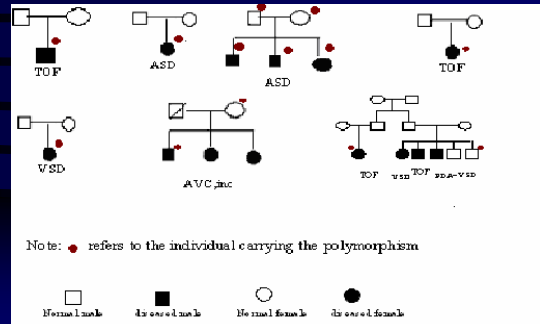 TOF
ASD
ASD
TOF
VSD
AVC,inc
TOF VSD TOF PDA-VSD
Note: refers to the individual carrying the polymorphism
Normal male diseased male Normal female diseased female